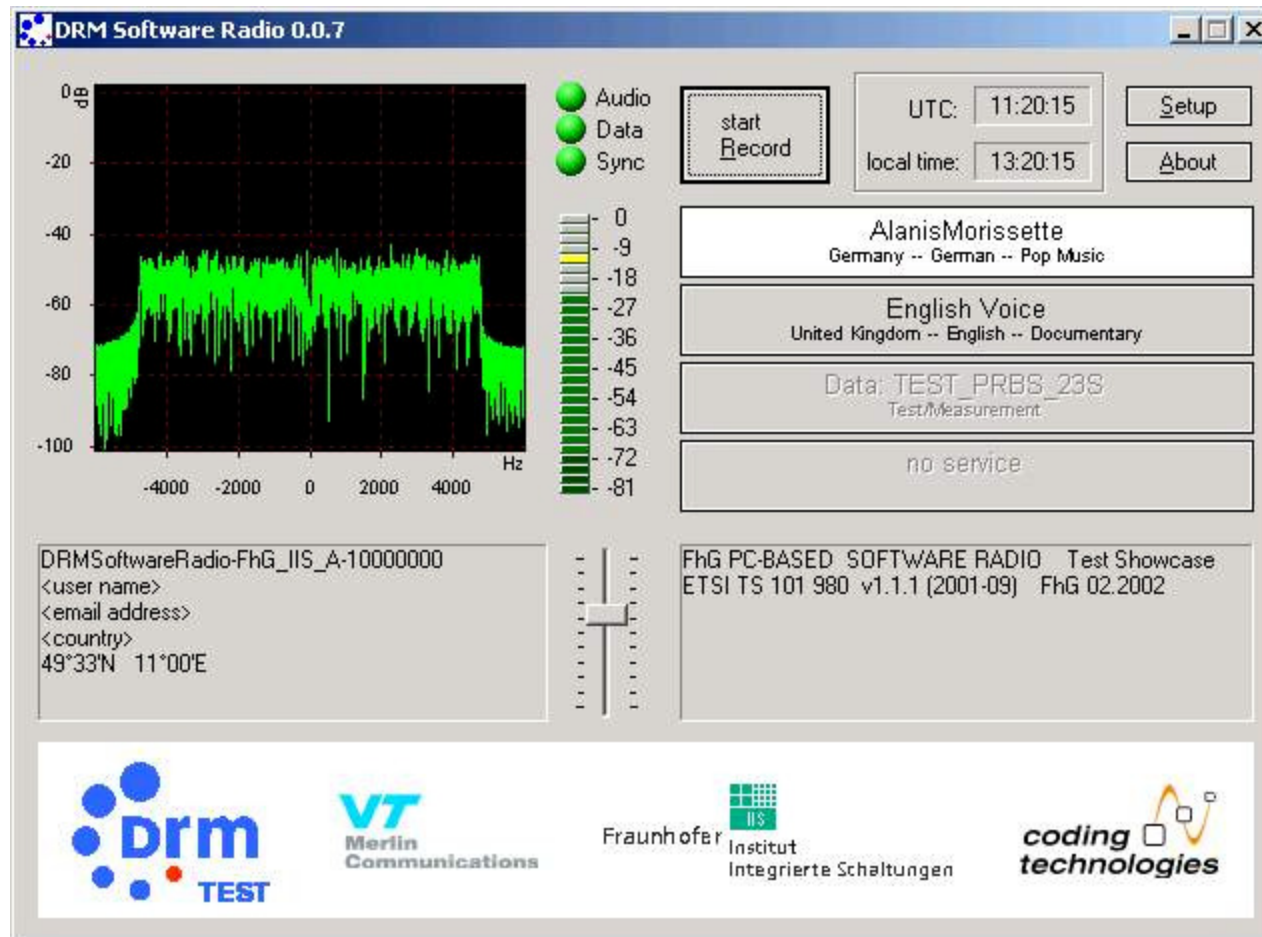 DRM Software Radio 0.0.7
0
dB
-20
-40
-60
-80
-100
Hz
-4000 -2000 0 2000 4000
Audio
Data
Sync
0
-9
-18
-27
-36
-45
-54
-63
-72
-81
start
Record
UTC: 11:20:15
local time: 13:20:15
Setup
About
AlanisMorissette
Germany -- German -- Pop Music
English Voice
United Kingdom -- English -- Documentary
Data: TEST_PRBS_23S
Test/Measurement
no service
DRMSoftwareRadio-FhG_IIS_A-10000000
<user name>
<email address>
<country>
49°33'N 11°00'E
FhG PC-BASED SOFTWARE RADIO Test Showcase
ETSI TS 101 980 v1.1.1 (2001-09) FhG 02.2002
Drm
TEST
VT
Merlin
Communications
Fraunhofer
IIS
Institut
Integrierte Schaltungen
coding
technologies